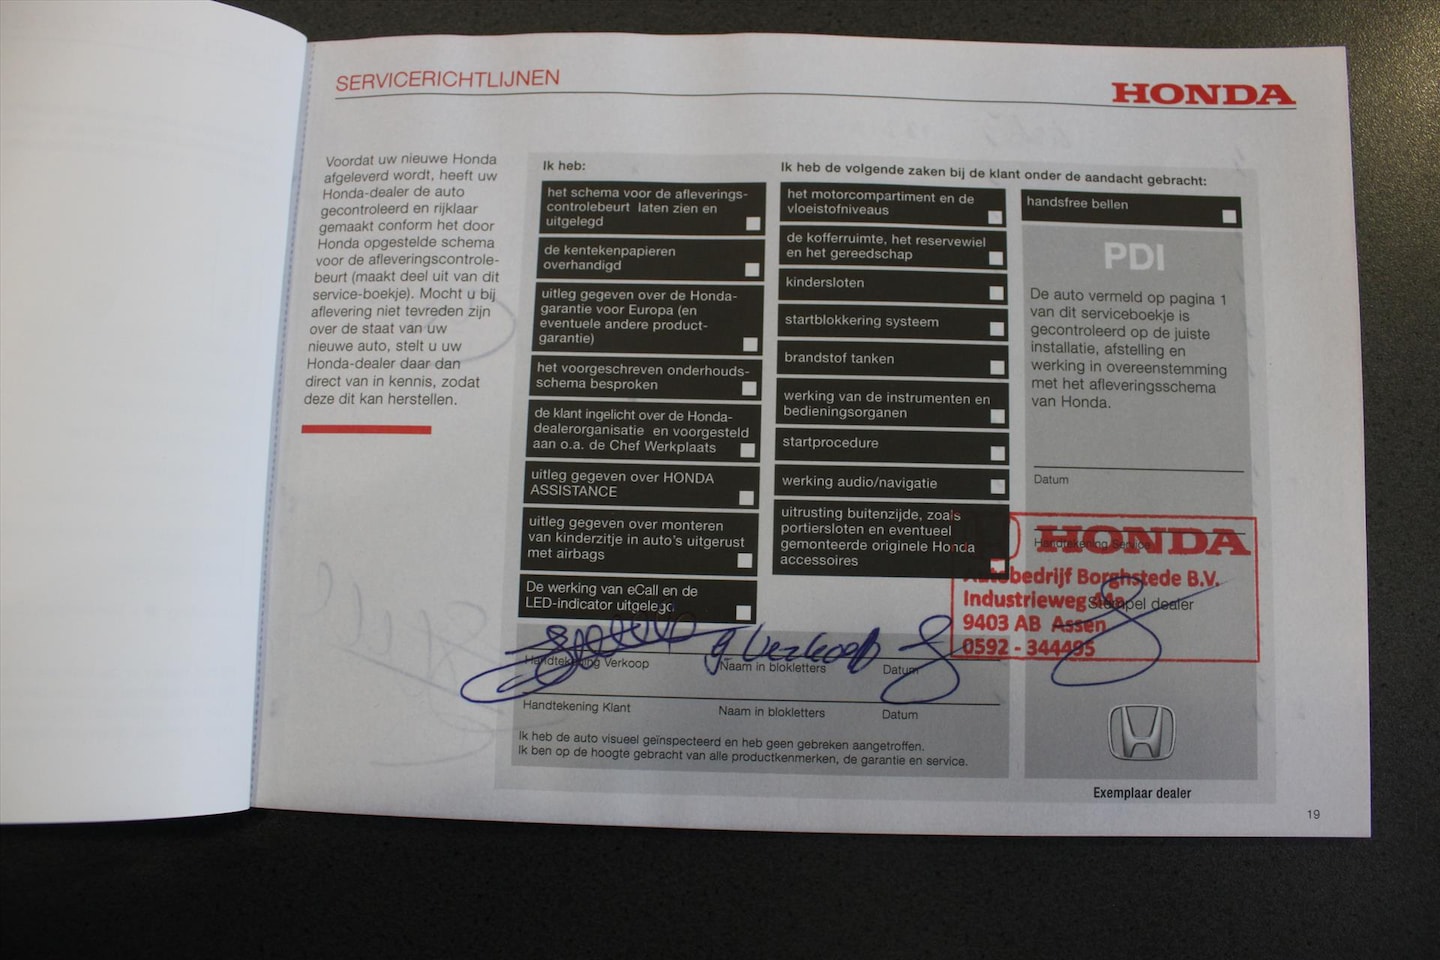 SERVICERICHTLIJNEN
HONDA
Voordat uw nieuwe Honda
afgeleverd wordt, heeft uw
Honda-dealer de auto
gecontroleerd en rijklaar
gemaakt conform het door
Honda opgestelde schema
voor de afleveringscontrole-
beurt (maakt deel uit van dit
service-boekje). Mocht u bij
aflevering niet tevreden zijn
over de staat van uw
nieuwe auto, stelt u uw
Honda-dealer daar dan
direct van in kennis, zodat
deze dit kan herstellen.
Ik heb:
het schema voor de afleverings-
controlebeurt laten zien en
uitgelegd
de kentekenpapieren
overhandigd
uitleg gegeven over de Honda-
garantie voor Europa (en
eventuele andere product-
garantie)
het voorgeschreven onderhouds-
schema besproken
de klant ingelicht over de Honda-
dealerorganisatie en voorgesteld
aan o.a. de Chef Werkplaats
uitleg gegeven over HONDA
ASSISTANCE
uitleg gegeven over monteren
van kinderzitje in auto's uitgerust
met airbags
De werking van eCall en de
LED-indicator uitgelegd
Ik heb de volgende zaken bij de klant onder de aandacht gebracht:
het motorcompartiment en de
vloeistofniveaus
de kofferruimte, het reservewiel
en het gereedschap
kindersloten
startblokkering systeem
brandstof tanken
werking van de instrumenten en
bedieningsorganen
startprocedure
werking audio/navigatie
uitrusting buitenzijde, zoals
portiersloten en eventueel
gemonteerde originele Honda
accessoires
handsfree bellen
PDI
De auto vermeld op pagina 1
van dit serviceboekje is
gecontroleerd op de juiste
installatie, afstelling en
werking in overeenstemming
met het afleveringsschema
van Honda.
Datum
Handtekening Service
HONDA
Autobedrijf Borghstede B.V.
Industrieweg 44a
9403 AB Assen
0592 - 344495
Stempel dealer
Verkoop
Handtekening Verkoop Naam in blokletters Datum
Handtekening Klant Naam in blokletters Datum
Ik heb de auto visueel geïnspecteerd en heb geen gebreken aangetroffen.
Ik ben op de hoogte gebracht van alle productkenmerken, de garantie en service.
Exemplaar dealer
19